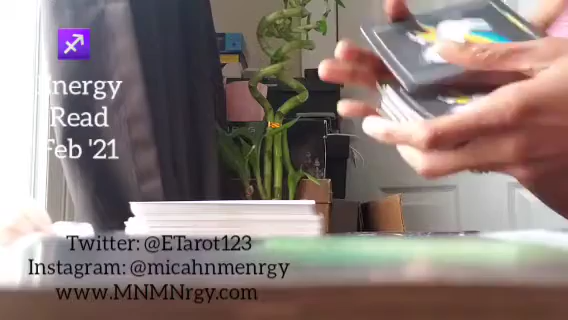 ♐
Energy
Read
Feb '21
Twitter: @ETarot123
Instagram: @micahnmenrgy
www.MNMNrgy.com